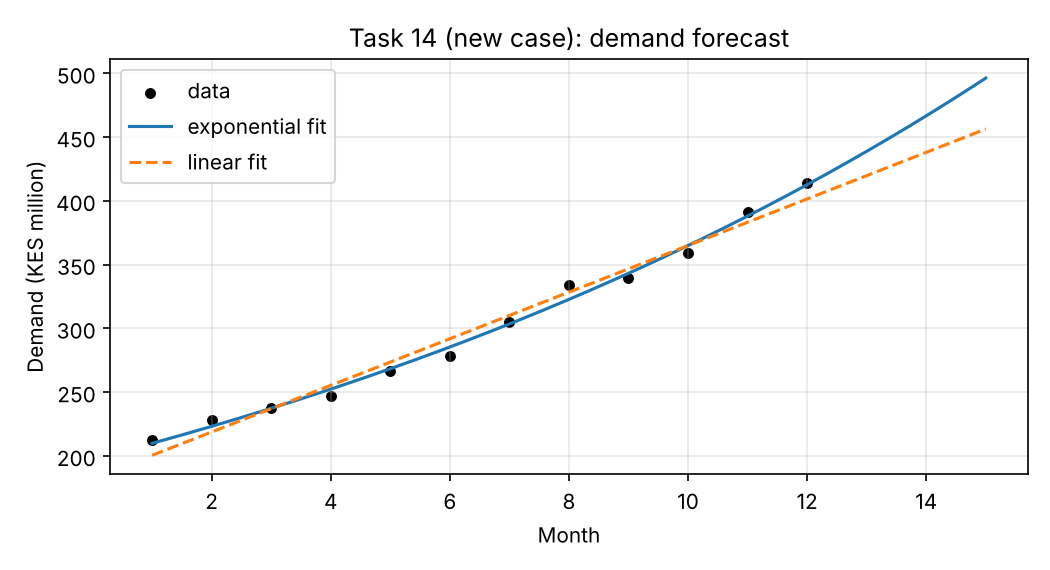 Task 14 (new case): demand forecast
data
exponential fit
linear fit
Demand (KES million)
500
450
400
350
300
250
200
2 4 6 8 10 12 14
Month